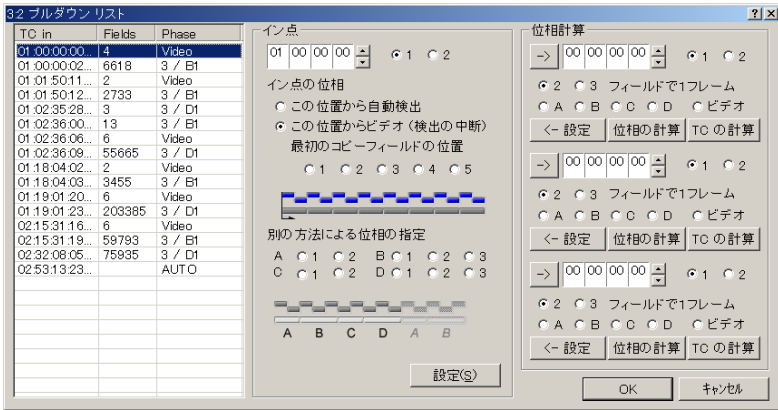 3:2 プルダウン リスト
TC in Fields Phase
01:00:00:00... 4 Video
01:00:00:02... 6618 3 / B1
01:01:50:11... 2 Video
01:01:50:12... 2733 3 / B1
01:02:35:28... 3 3 / D1
01:02:36:00... 13 3 / B1
01:02:36:06... 6 Video
01:02:36:09... 55665 3 / D1
01:18:04:02... 2 Video
01:18:04:03... 3455 3 / B1
01:19:01:20... 6 Video
01:19:01:23... 203385 3 / D1
02:15:31:16... 6 Video
02:15:31:19... 59793 3 / B1
02:32:08:05... 75935 3 / D1
02:53:13:23... AUTO
イン点
01 00 00 00 1 2
イン点の位相
この位置から自動検出
この位置からビデオ (検出の中断)
最初のコピーフィールドの位置
1 2 3 4 5
別の方法による位相の指定
A 1 2 B 1 2 3
C 1 2 D 1 2 3
A B C D A B
設定(S)
位相計算
-> 00 00 00 00 1 2
2 3 フィールドで1フレーム
A B C D ビデオ
<- 設定 位相の計算 TC の計算
-> 00 00 00 00 1 2
2 3 フィールドで1フレーム
A B C D ビデオ
<- 設定 位相の計算 TC の計算
-> 00 00 00 00 1 2
2 3 フィールドで1フレーム
A B C D ビデオ
<- 設定 位相の計算 TC の計算
OK キャンセル